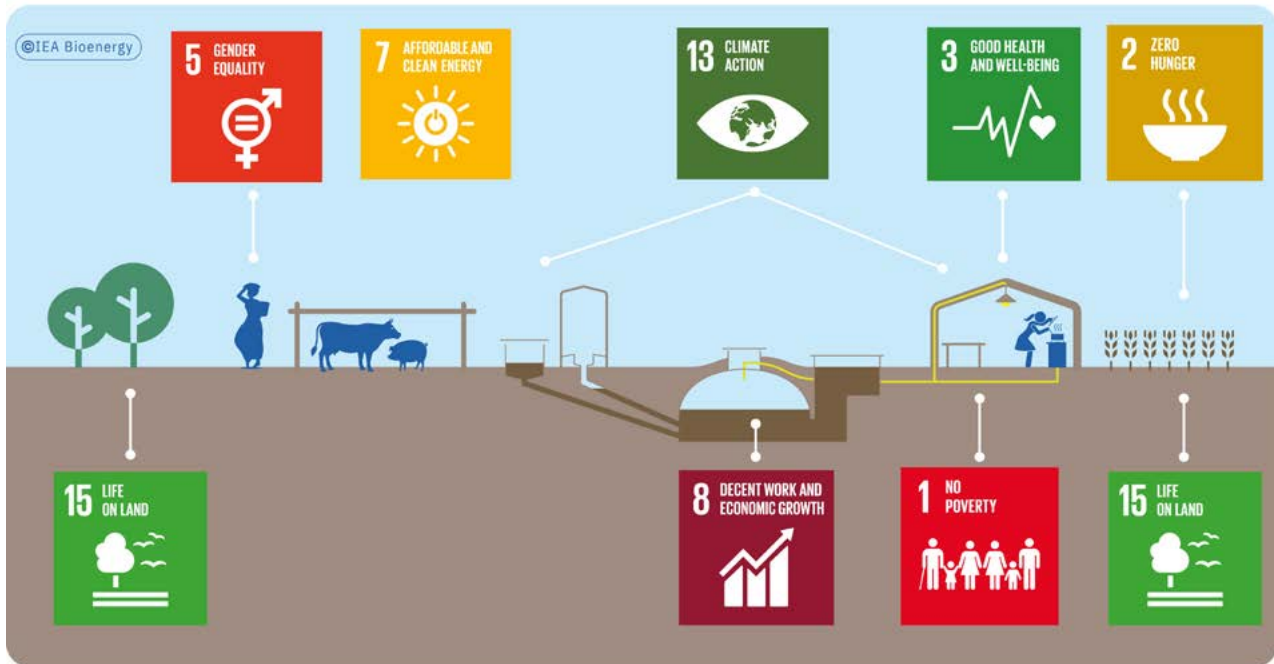 ©IEA Bioenergy
5 GENDER
EQUALITY
7 AFFORDABLE AND
CLEAN ENERGY
13 CLIMATE
ACTION
3 GOOD HEALTH
AND WELL-BEING
2 ZERO
HUNGER
15 LIFE
ON LAND
8 DECENT WORK AND
ECONOMIC GROWTH
1 NO
POVERTY
15 LIFE
ON LAND